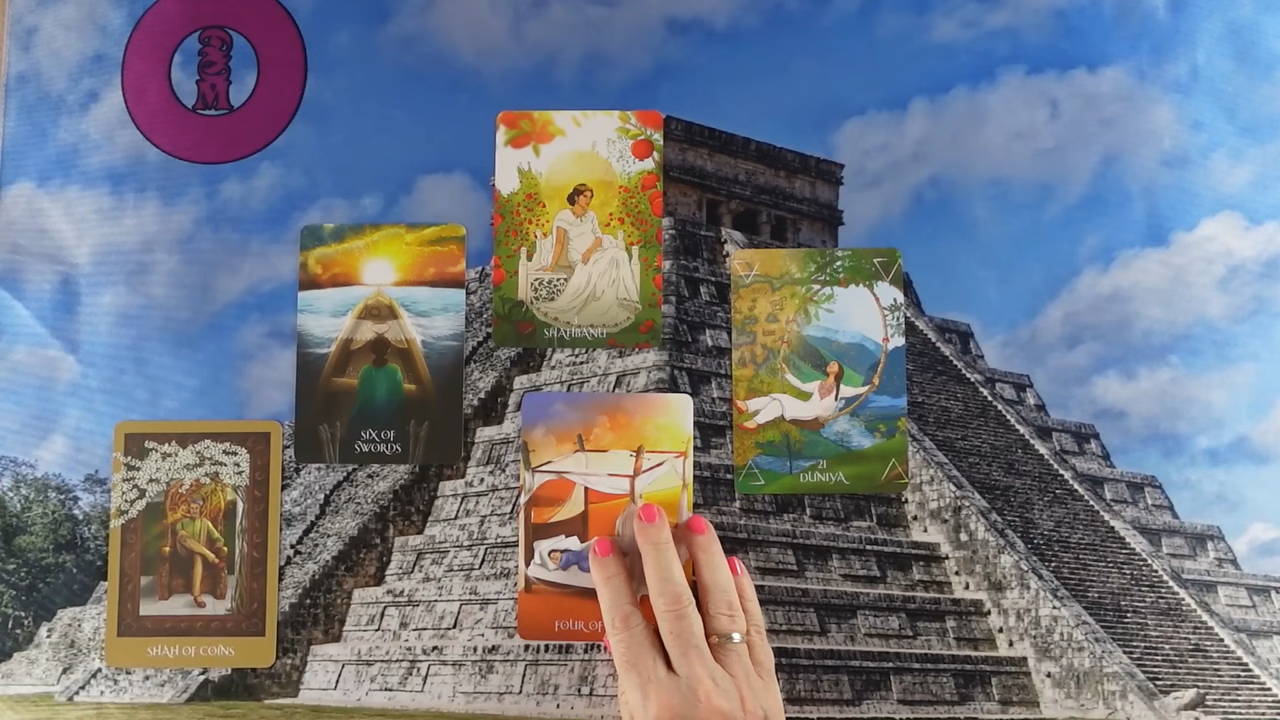 SHAHBANU
SIX OF
SWORDS
21
DUNIYA
FOUR OF
SHAH OF COINS